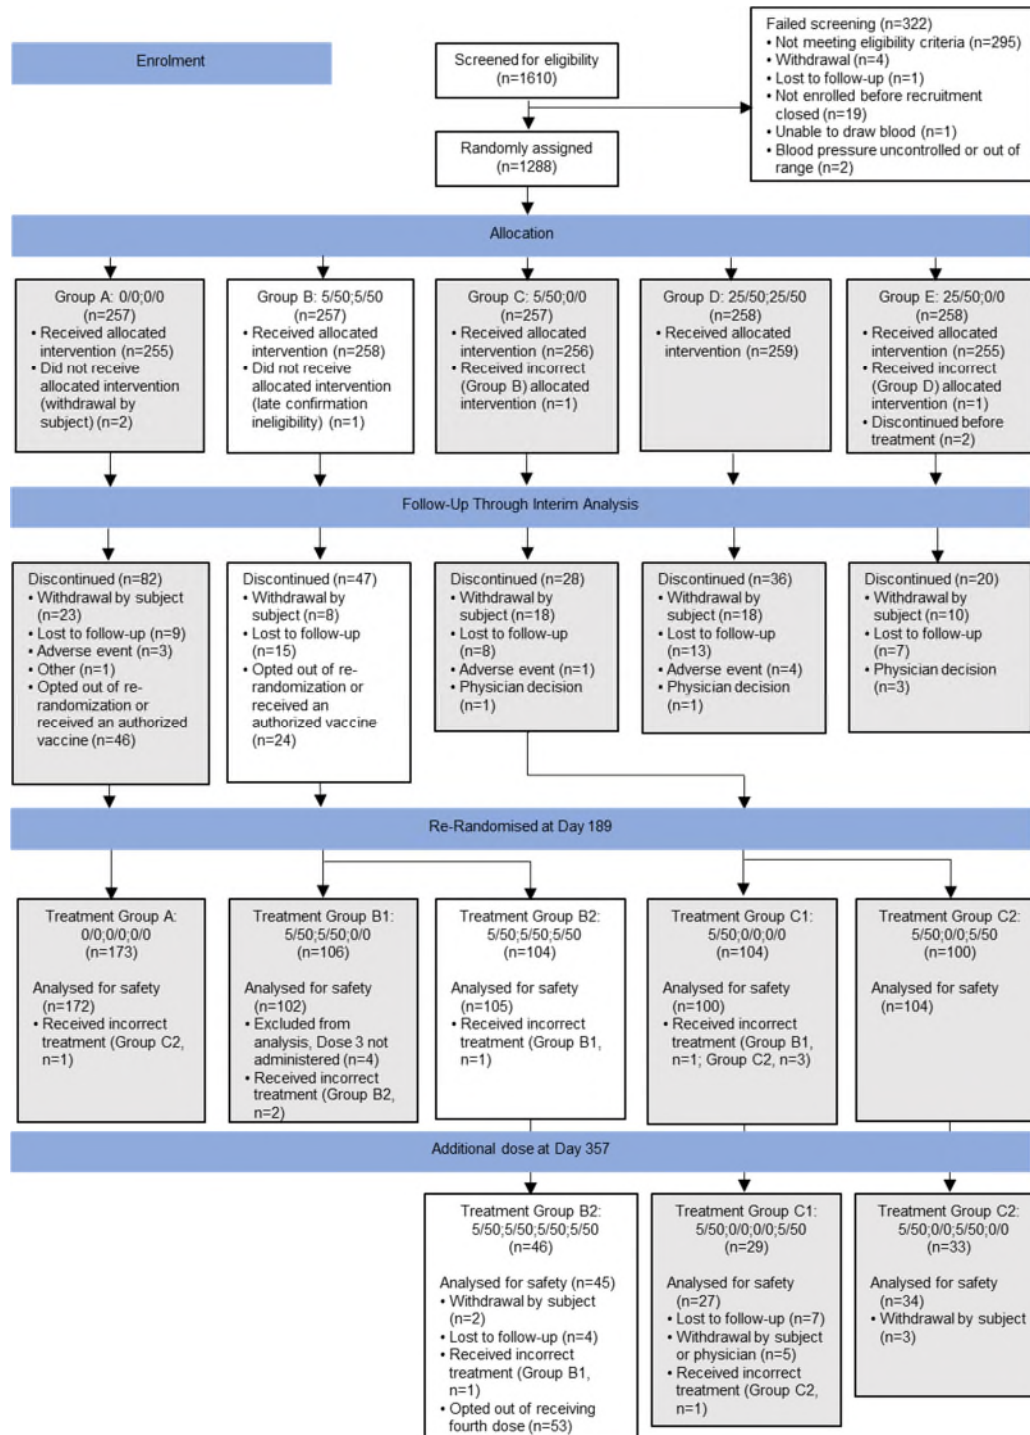 Enrolment
Screened for eligibility
(n=1610)
Failed screening (n=322)
• Not meeting eligibility criteria (n=295)
• Withdrawal (n=4)
• Lost to follow-up (n=1)
• Not enrolled before recruitment
closed (n=19)
• Unable to draw blood (n=1)
• Blood pressure uncontrolled or out of
range (n=2)
Randomly assigned
(n=1288)
Allocation
Group A: 0/0;0/0
(n=257)
• Received allocated
intervention (n=255)
• Did not receive
allocated intervention
(withdrawal by
subject) (n=2)
Group B: 5/50;5/50
(n=257)
• Received allocated
intervention (n=258)
• Did not receive
allocated intervention
(late confirmation
ineligibility) (n=1)
Group C: 5/50;0/0
(n=257)
• Received allocated
intervention (n=256)
• Received incorrect
(Group B) allocated
intervention (n=1)
Group D: 25/50;25/50
(n=258)
• Received allocated
intervention (n=259)
Group E: 25/50;0/0
(n=258)
• Received allocated
intervention (n=255)
• Received incorrect
(Group D) allocated
intervention (n=1)
• Discontinued before
treatment (n=2)
Follow-Up Through Interim Analysis
Discontinued (n=82)
• Withdrawal by subject
(n=23)
• Lost to follow-up (n=9)
• Adverse event (n=3)
• Other (n=1)
• Opted out of re-
randomization or
received an authorized
vaccine (n=46)
Discontinued (n=47)
• Withdrawal by
subject (n=8)
• Lost to follow-up
(n=15)
• Opted out of re-
randomization or
received an
authorized vaccine
(n=24)
Discontinued (n=28)
• Withdrawal by
subject (n=18)
• Lost to follow-up
(n=8)
• Adverse event (n=1)
• Physician decision
(n=1)
Discontinued (n=36)
• Withdrawal by
subject (n=18)
• Lost to follow-up
(n=13)
• Adverse event (n=4)
• Physician decision
(n=1)
Discontinued (n=20)
• Withdrawal by
subject (n=10)
• Lost to follow-up
(n=7)
• Physician decision
(n=3)
Re-Randomised at Day 189
Treatment Group A:
0/0;0/0;0/0
(n=173)
Analysed for safety
(n=172)
• Received incorrect
treatment (Group C2,
n=1)
Treatment Group B1:
5/50;5/50;0/0
(n=106)
Analysed for safety
(n=102)
• Excluded from
analysis, Dose 3 not
administered (n=4)
• Received incorrect
treatment (Group B2,
n=2)
Treatment Group B2:
5/50;5/50;5/50
(n=104)
Analysed for safety
(n=105)
• Received incorrect
treatment (Group B1,
n=1)
Treatment Group C1:
5/50;0/0;0/0
(n=104)
Analysed for safety
(n=100)
• Received incorrect
treatment (Group B1,
n=1; Group C2, n=3)
Treatment Group C2:
5/50;0/0;5/50
(n=100)
Analysed for safety
(n=104)
Additional dose at Day 357
Treatment Group B2:
5/50;5/50;5/50;5/50
(n=46)
Analysed for safety (n=45)
• Withdrawal by subject
(n=2)
• Lost to follow-up (n=4)
• Received incorrect
treatment (Group B1,
n=1)
• Opted out of receiving
fourth dose (n=53)
Treatment Group C1:
5/50;0/0;0/0;5/50
(n=29)
Analysed for safety
(n=27)
• Lost to follow-up (n=7)
• Withdrawal by subject
or physician (n=5)
• Received incorrect
treatment (Group C2,
n=1)
Treatment Group C2:
5/50;0/0;5/50;0/0
(n=33)
Analysed for safety
(n=34)
• Withdrawal by subject
(n=3)